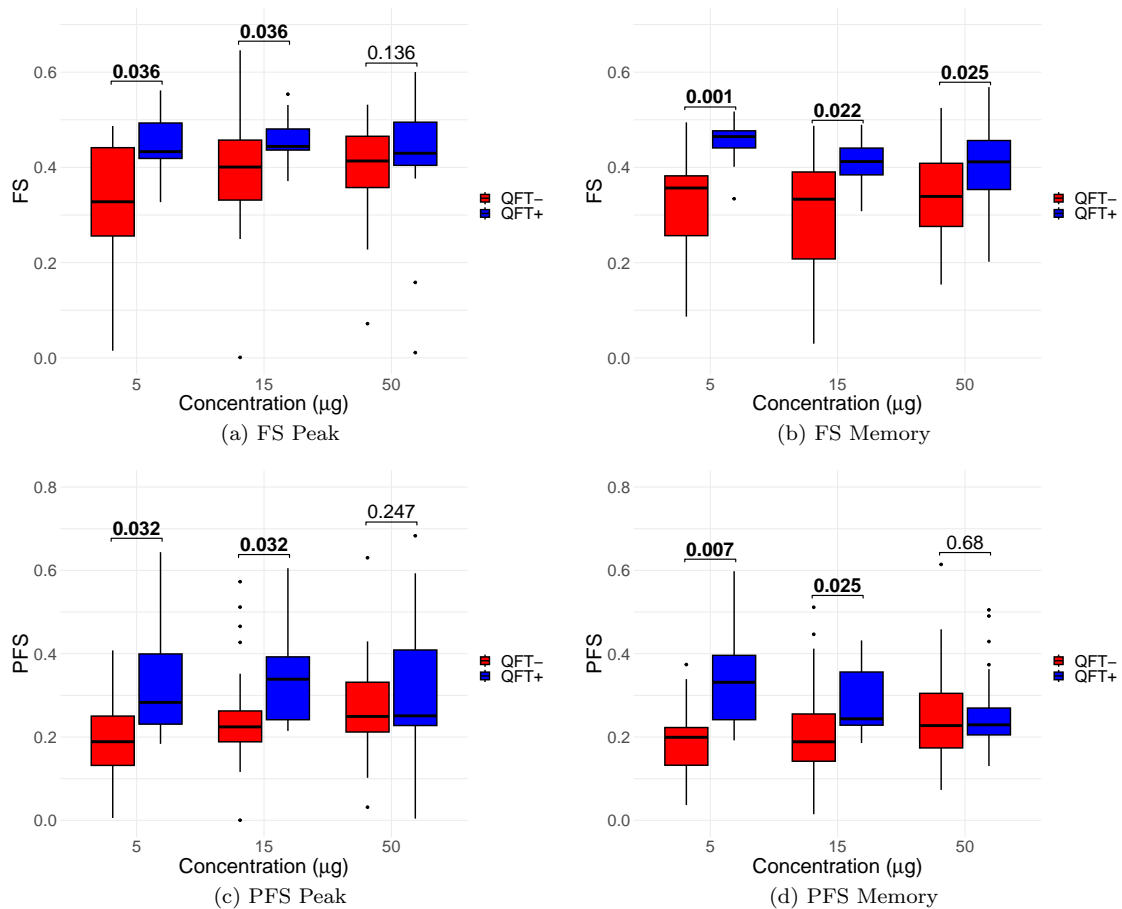 0.036
0.036
0.136
0.6
0.4
0.2
0.0
FS
5
15
50
Concentration (μg)
QFT−
QFT+
(a) FS Peak
0.001
0.022
0.025
0.6
0.4
0.2
0.0
FS
5
15
50
Concentration (μg)
QFT−
QFT+
(b) FS Memory
0.032
0.032
0.247
0.8
0.6
0.4
0.2
0.0
PFS
5
15
50
Concentration (μg)
QFT−
QFT+
(c) PFS Peak
0.007
0.025
0.68
0.8
0.6
0.4
0.2
0.0
PFS
5
15
50
Concentration (μg)
QFT−
QFT+
(d) PFS Memory